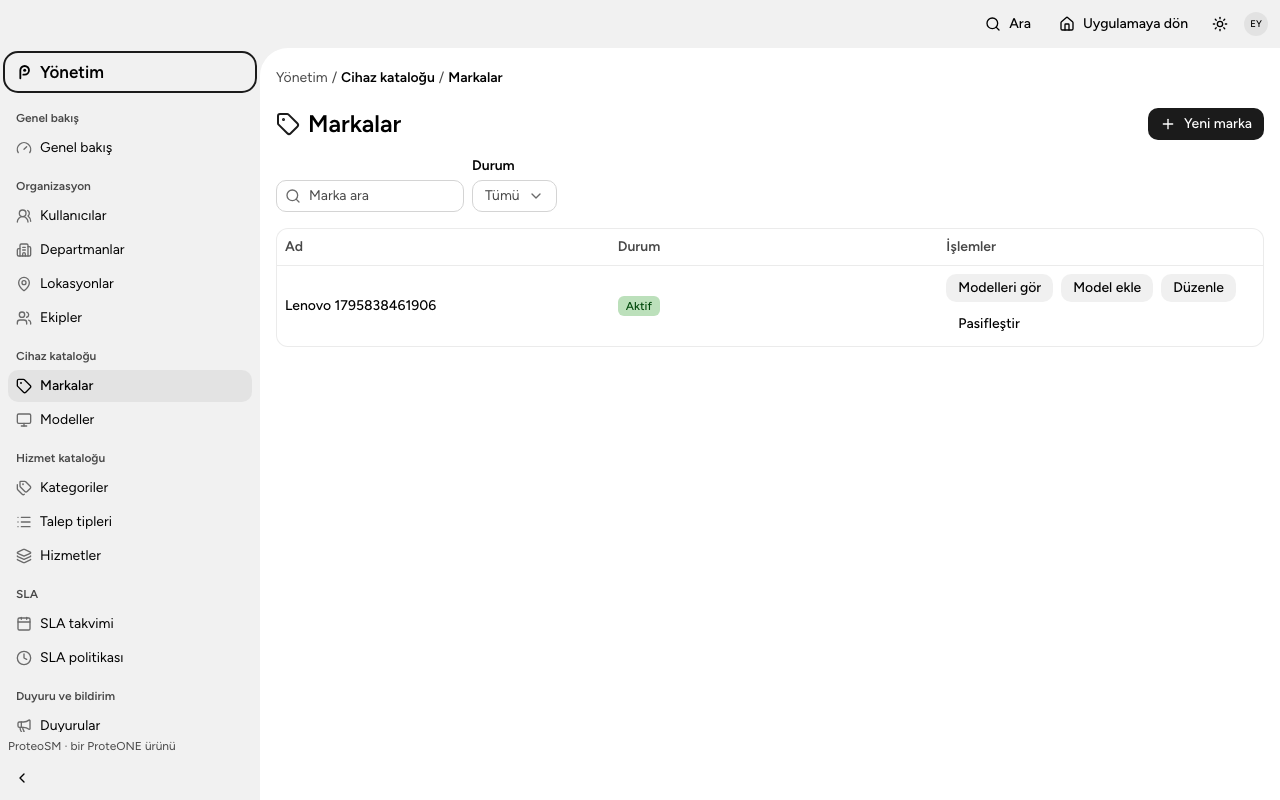 Ara
Uygulamaya dön
EY
Yönetim
Genel bakış
Genel bakış
Organizasyon
Kullanıcılar
Departmanlar
Lokasyonlar
Ekipler
Cihaz kataloğu
Markalar
Modeller
Hizmet kataloğu
Kategoriler
Talep tipleri
Hizmetler
SLA
SLA takvimi
SLA politikası
Duyuru ve bildirim
Duyurular
ProteoSM · bir ProteONE ürünü
Yönetim / Cihaz kataloğu / Markalar
Markalar
Yeni marka
Durum
Marka ara
Tümü
Ad Durum İşlemler
Lenovo 1795838461906 Aktif Modelleri gör Model ekle Düzenle
Pasifleştir